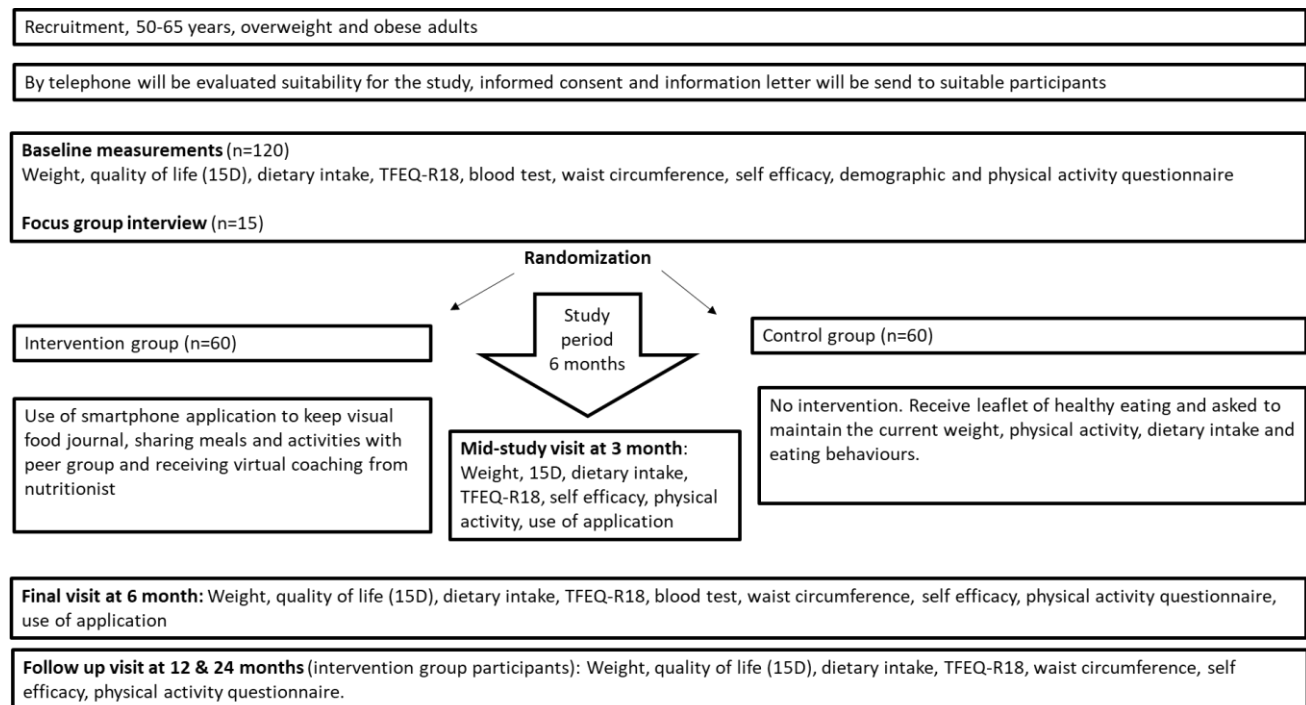 Recruitment, 50-65 years, overweight and obese adults
By telephone will be evaluated suitability for the study, informed consent and information letter will be send to suitable participants
Baseline measurements (n=120)
Weight, quality of life (15D), dietary intake, TFEQ-R18, blood test, waist circumference, self efficacy, demographic and physical activity questionnaire
Focus group interview (n=15)
Randomization
Study
period
6 months
Intervention group (n=60)
Control group (n=60)
Use of smartphone application to keep visual
food journal, sharing meals and activities with
peer group and receiving virtual coaching from
nutritionist
Mid-study visit at 3 month:
Weight, 15D, dietary intake,
TFEQ-R18, self efficacy, physical
activity, use of application
No intervention. Receive leaflet of healthy eating and asked to
maintain the current weight, physical activity, dietary intake and
eating behaviours.
Final visit at 6 month: Weight, quality of life (15D), dietary intake, TFEQ-R18, blood test, waist circumference, self efficacy, physical activity questionnaire,
use of application
Follow up visit at 12 & 24 months (intervention group participants): Weight, quality of life (15D), dietary intake, TFEQ-R18, waist circumference, self
efficacy, physical activity questionnaire.